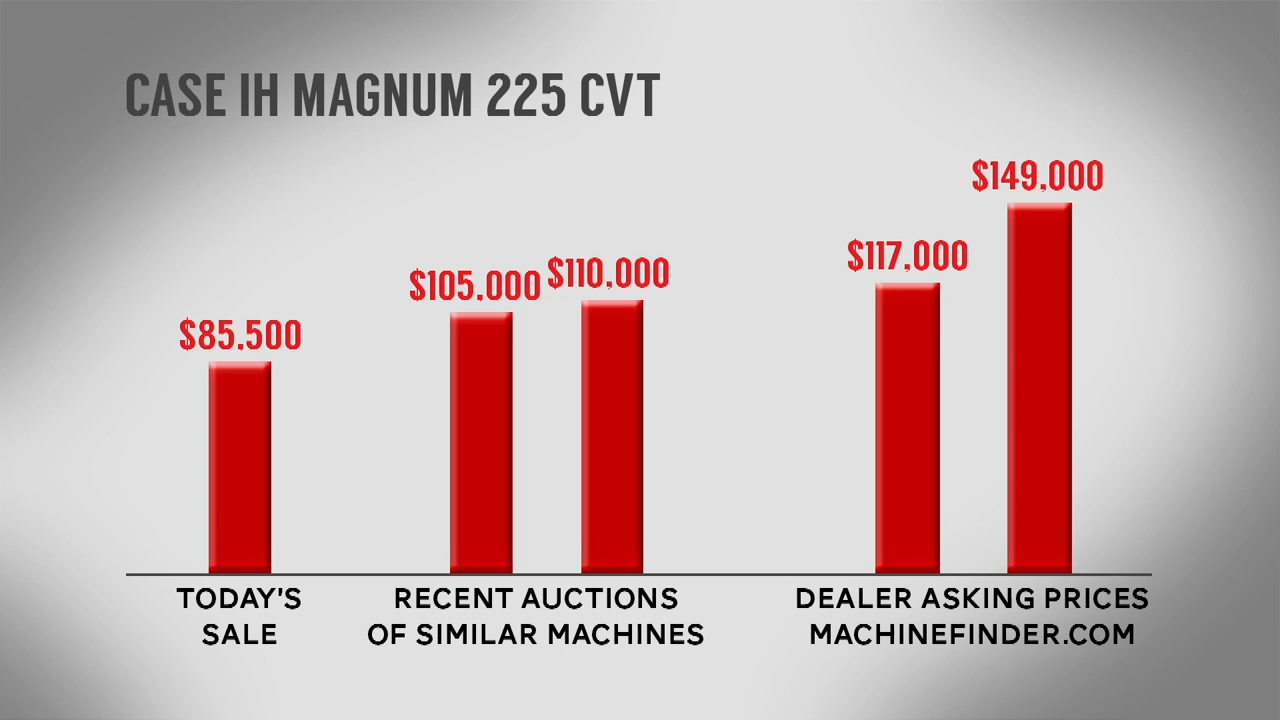 CASE IH MAGNUM 225 CVT
$149,000
$117,000
$105,000 $110,000
$85,500
TODAY'S
SALE
RECENT AUCTIONS
OF SIMILAR MACHINES
DEALER ASKING PRICES
MACHINEFINDER.COM